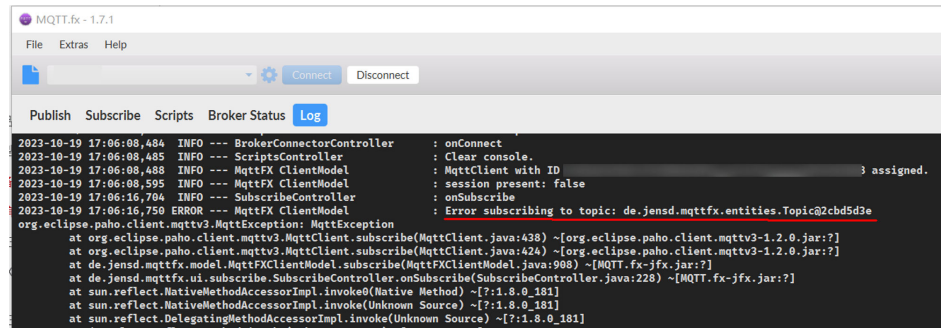 MQTT.fx - 1.7.1
File Extras Help
Connect Disconnect
Publish Subscribe Scripts Broker Status Log
2023-10-19 17:06:08,484 INFO --- BrokerConnectorController : onConnect
2023-10-19 17:06:08,485 INFO --- ScriptsController : Clear console.
2023-10-19 17:06:08,488 INFO --- MqttFX ClientModel : MqttClient with ID 3 assigned.
2023-10-19 17:06:08,595 INFO --- MqttFX ClientModel : session present: false
2023-10-19 17:06:16,704 INFO --- SubscribeController : onSubscribe
2023-10-19 17:06:16,750 ERROR --- MqttFX ClientModel : Error subscribing to topic: de.jensd.mqttfx.entities.Topic@2cbd5d3e
org.eclipse.paho.client.mqttv3.MqttException: MqttException
at org.eclipse.paho.client.mqttv3.MqttClient.subscribe(MqttClient.java:438) ~[org.eclipse.paho.client.mqttv3-1.2.0.jar:?]
at org.eclipse.paho.client.mqttv3.MqttClient.subscribe(MqttClient.java:424) ~[org.eclipse.paho.client.mqttv3-1.2.0.jar:?]
at de.jensd.mqttfx.model.MqttFXClientModel.subscribe(MqttFXClientModel.java:908) ~[MQTT.fx-jfx.jar:?]
at de.jensd.mqttfx.ui.subscribe.SubscribeController.onSubscribe(SubscribeController.java:228) ~[MQTT.fx-jfx.jar:?]
at sun.reflect.NativeMethodAccessorImpl.invoke0(Native Method) ~[?:1.8.0_181]
at sun.reflect.NativeMethodAccessorImpl.invoke(Unknown Source) ~[?:1.8.0_181]
at sun.reflect.DelegatingMethodAccessorImpl.invoke(Unknown Source) ~[?:1.8.0_181]